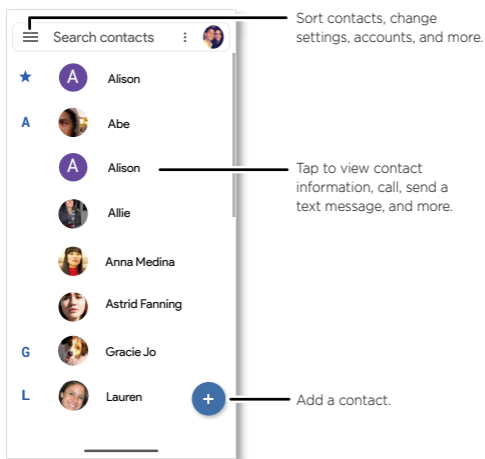 Sort contacts, change
settings, accounts, and more.
Search contacts
A Alison
A Abe
A Alison
Tap to view contact
information, call, send a
text message, and more.
Allie
Anna Medina
Astrid Fanning
G Gracie Jo
L Lauren +
Add a contact.